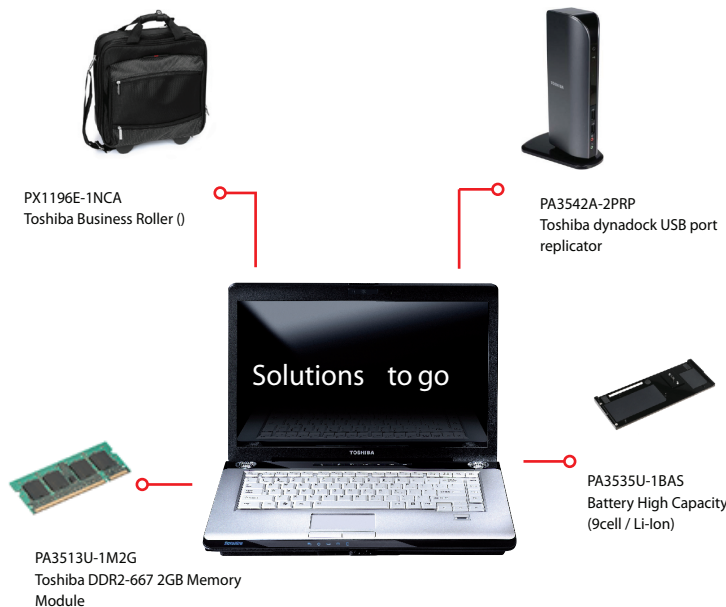 PX1196E-1NCA
Toshiba Business Roller ()
PA3542A-2PRP
Toshiba dynadock USB port
replicator
Solutions to go
TOSHIBA
PA3535U-1BAS
Battery High Capacity
(9cell / Li-Ion)
PA3513U-1M2G
Toshiba DDR2-667 2GB Memory
Module